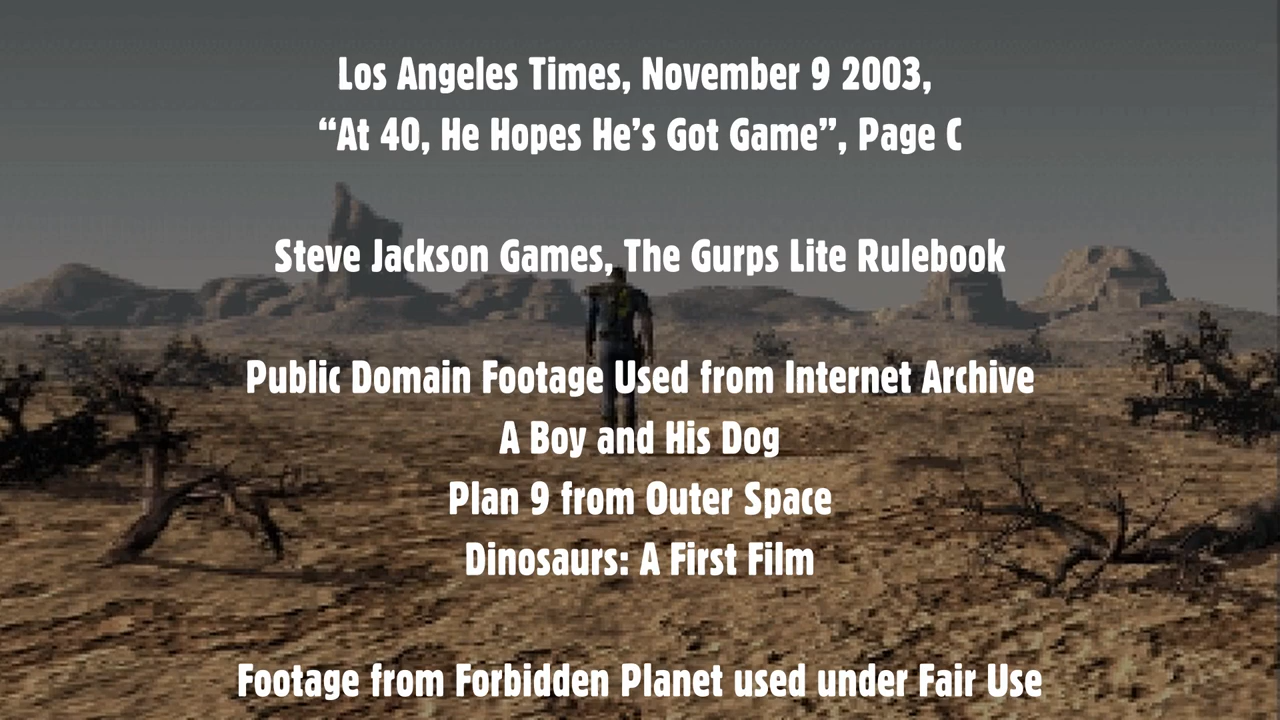 Los Angeles Times, November 9 2003,
“At 40, He Hopes He’s Got Game”, Page C
Steve Jackson Games, The Gurps Lite Rulebook
Public Domain Footage Used from Internet Archive
A Boy and His Dog
Plan 9 from Outer Space
Dinosaurs: A First Film
Footage from Forbidden Planet used under Fair Use